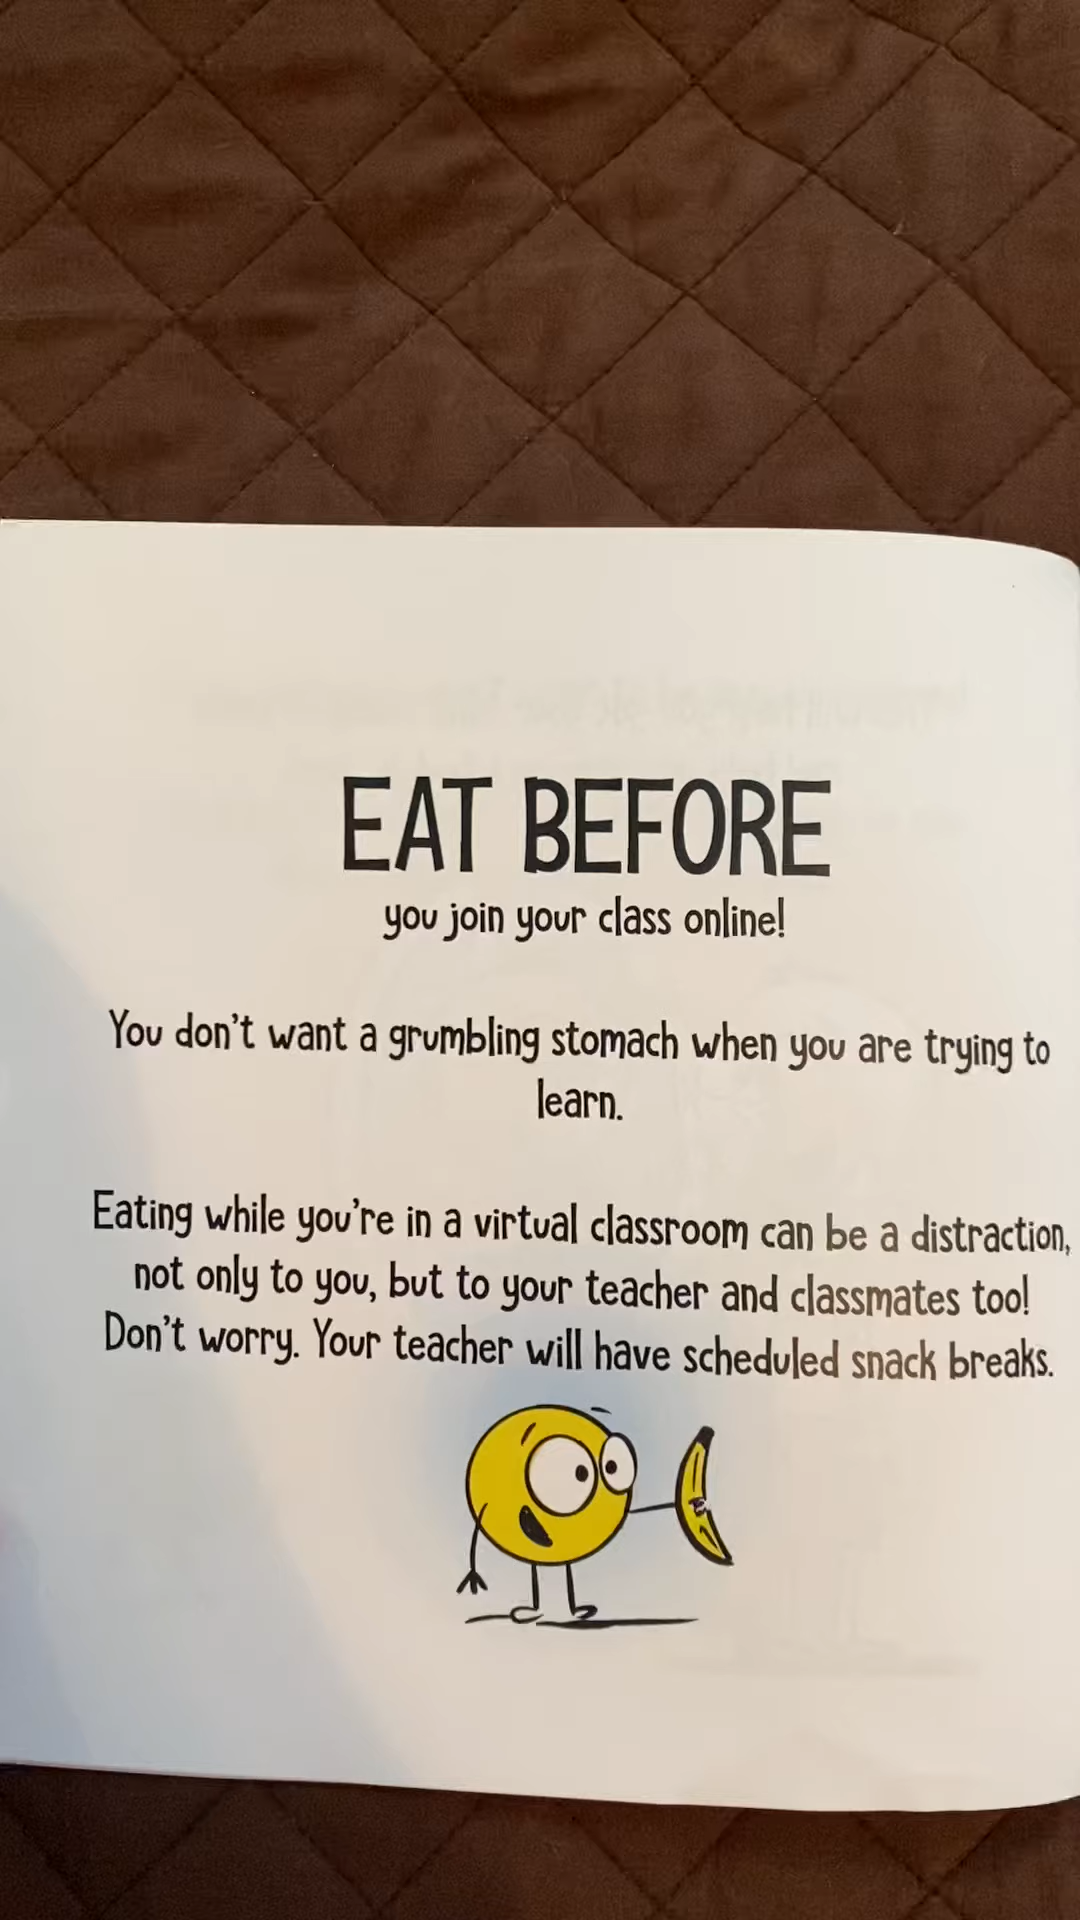 EAT BEFORE
you join your class online!
You don't want a grumbling stomach when you are trying to
learn.
Eating while you're in a virtual classroom can be a distraction,
not only to you, but to your teacher and classmates too!
Don't worry. Your teacher will have scheduled snack breaks.